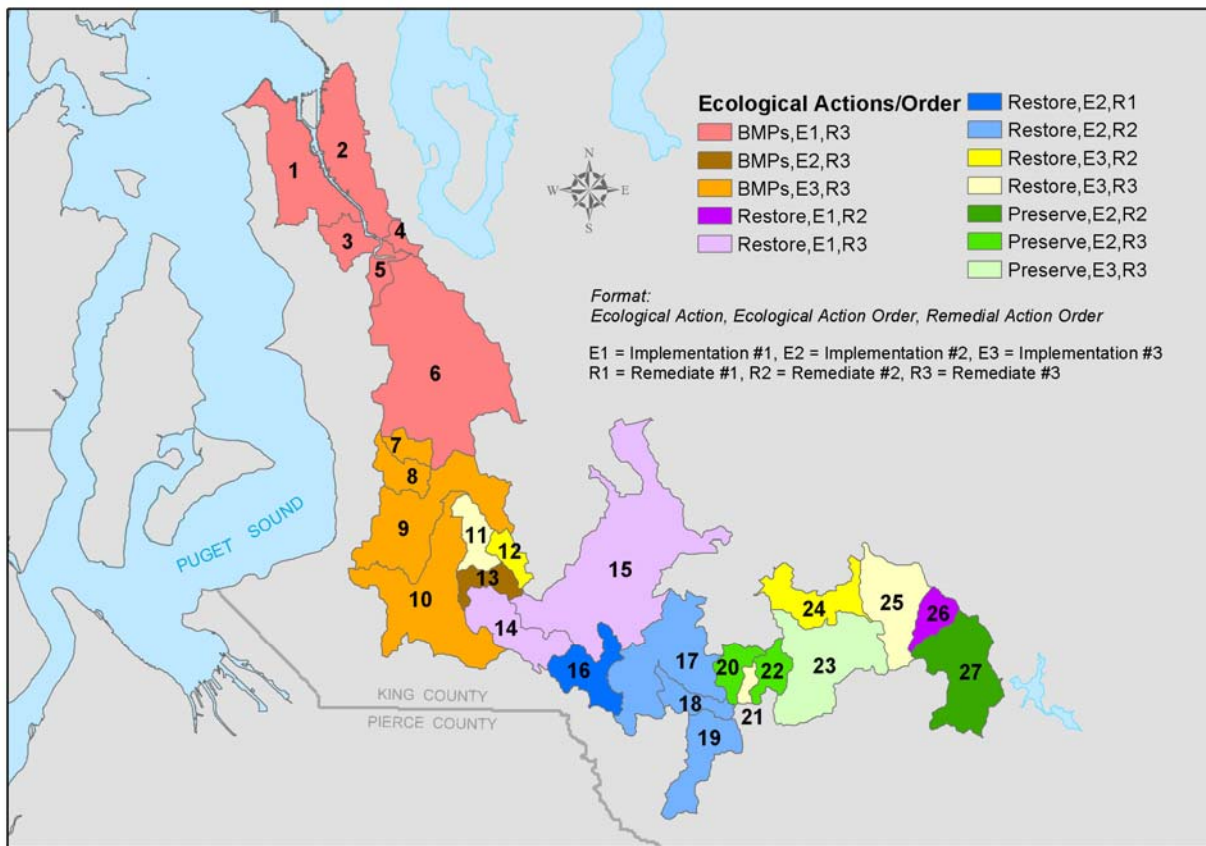 Ecological Actions/Order
BMPs,E1,R3
BMPs,E2,R3
BMPs,E3,R3
Restore,E1,R2
Restore,E1,R3
Restore,E2,R1
Restore,E2,R2
Restore,E3,R2
Restore,E3,R3
Preserve,E2,R2
Preserve,E2,R3
Preserve,E3,R3
N
W E
S
Format:
Ecological Action, Ecological Action Order, Remedial Action Order
E1 = Implementation #1, E2 = Implementation #2, E3 = Implementation #3
R1 = Remediate #1, R2 = Remediate #2, R3 = Remediate #3
1
2
3
4
5
6
7
8
9
10
11
12
13
14
15
16
17
18
19
20
21
22
23
24
25
26
27
PUGET SOUND
KING COUNTY
PIERCE COUNTY